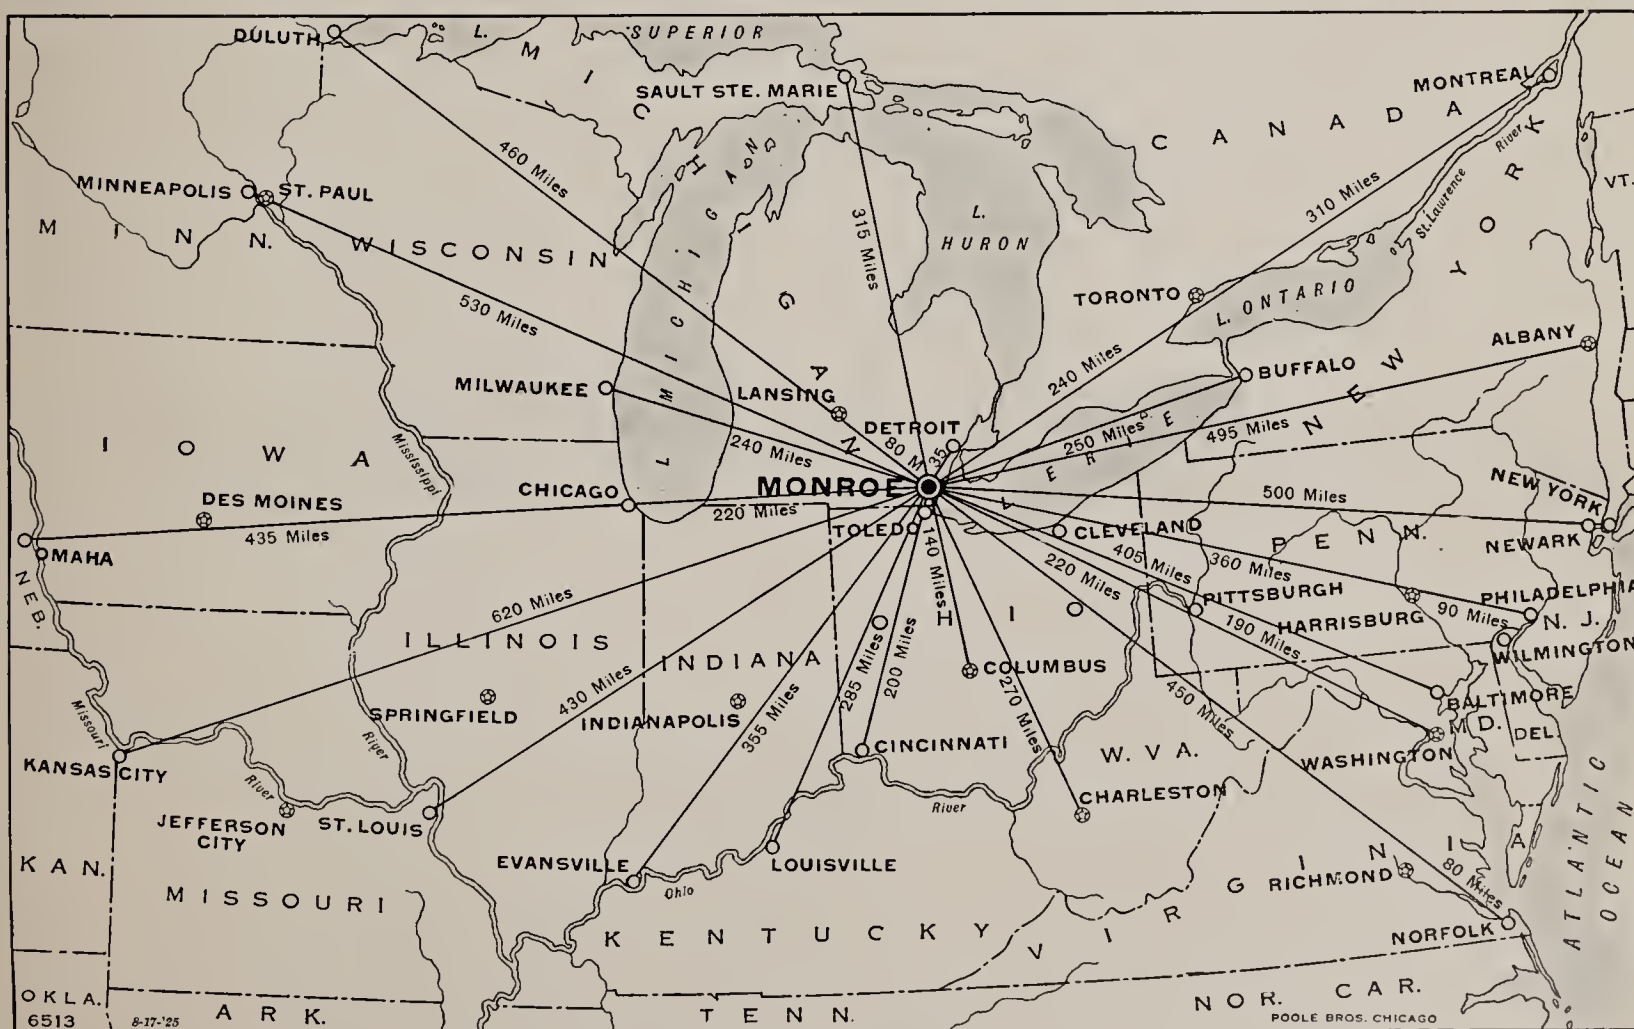 DULUTH
L. SUPERIOR
MICHIGAN
SAULT STE. MARIE
CANADA
MONTREAL
River
St. Lawrence
VT.
MINNEAPOLIS
ST. PAUL
MINN.
WISCONSIN
460 Miles
315 Miles
310 Miles
L. HURON
L. MICHIGAN
530 Miles
TORONTO
L. ONTARIO
NEW YORK
ALBANY
MILWAUKEE
LANSING
240 Miles
BUFFALO
DETROIT
35
80 M
240 Miles
250 Miles
495 Miles
L. ERIE
IOWA
Mississippi
DES MOINES
CHICAGO
MONROE
220 Miles
TOLEDO
140 Miles
CLEVELAND
500 Miles
NEW YORK
NEWARK
PENN.
435 Miles
MAHA
NEB.
405 Miles
360 Miles
220 Miles
PITTSBURGH
190 Miles
HARRISBURG
PHILADELPHIA
90 Miles
N. J.
WILMINGTON
620 Miles
ILLINOIS
INDIANA
HI
COLUMBUS
430 Miles
285 Miles
200 Miles
270 Miles
450 Miles
SPRINGFIELD
INDIANAPOLIS
355 Miles
BALTIMORE
MD.
DEL.
WASHINGTON
Missouri
River
KANSAS CITY
CINCINNATI
W. VA.
CHARLESTON
River
River
JEFFERSON
CITY
ST. LOUIS
EVANSVILLE
LOUISVILLE
Ohio
KAN.
MISSOURI
KENTUCKY
VIRGINIA
RICHMOND
80 Miles
NORFOLK
ATLANTIC
OCEAN
OKLA.
6513
8-17-'25
ARK.
TENN.
NOR. CAR.
POOLE BROS. CHICAGO